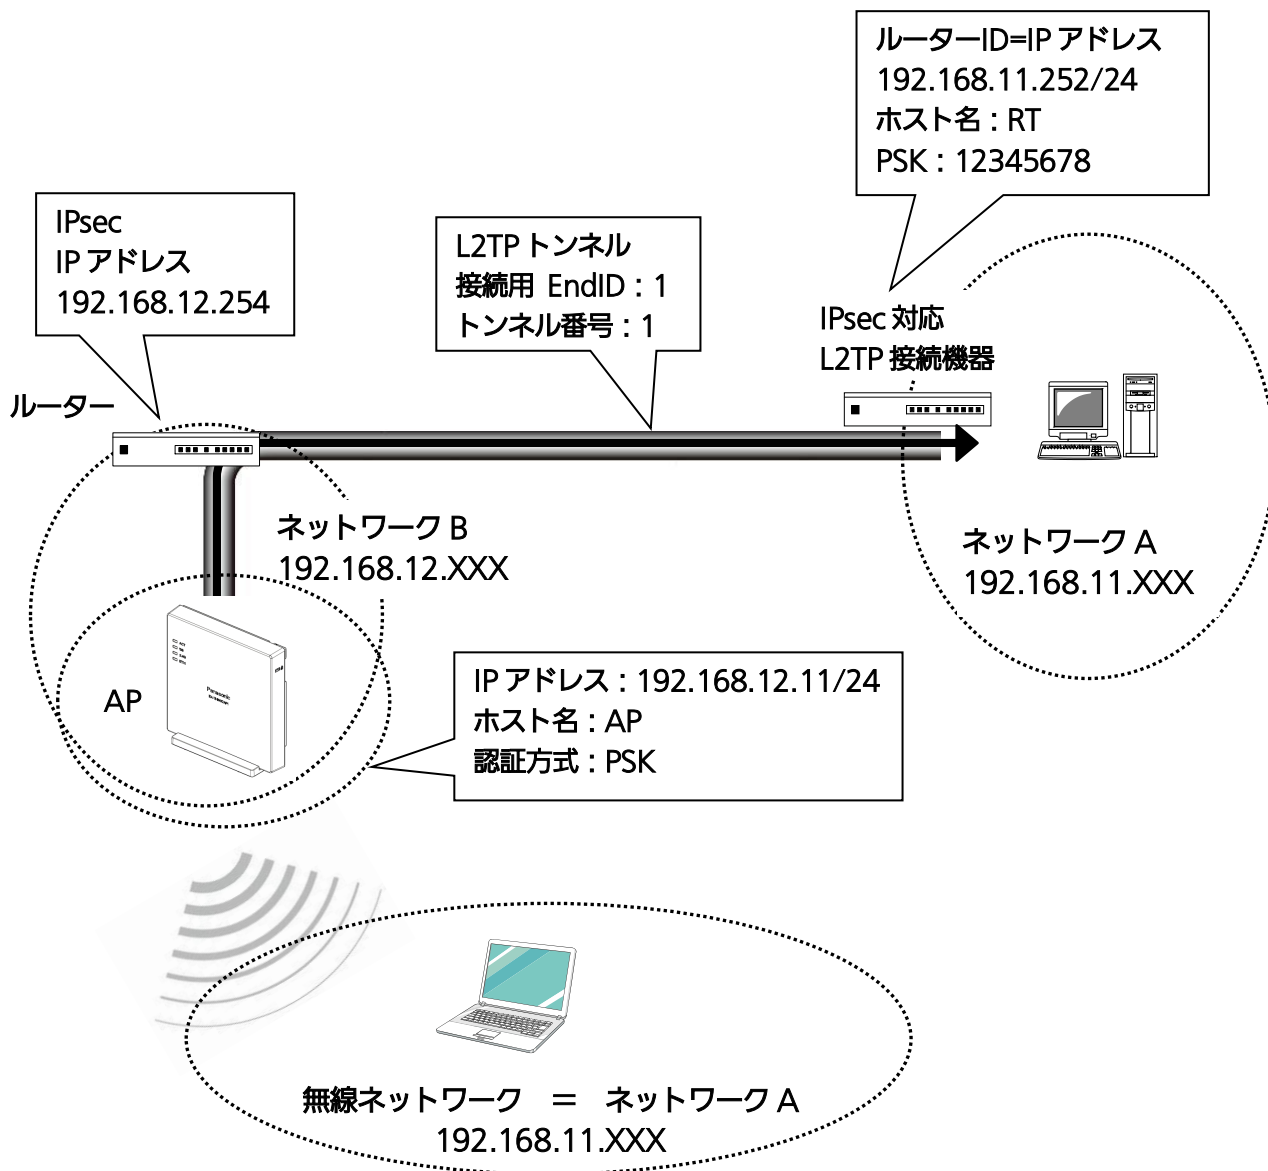 ルーターID=IP アドレス
192.168.11.252/24
ホスト名：RT
PSK：12345678
IPsec
IP アドレス
192.168.12.254
L2TP トンネル
接続用 EndID：1
トンネル番号：1
IPsec 対応
L2TP 接続機器
ルーター
ネットワーク B
192.168.12.XXX
ネットワーク A
192.168.11.XXX
AP
Panasonic
IP アドレス：192.168.12.11/24
ホスト名：AP
認証方式：PSK
無線ネットワーク ＝ ネットワーク A
192.168.11.XXX